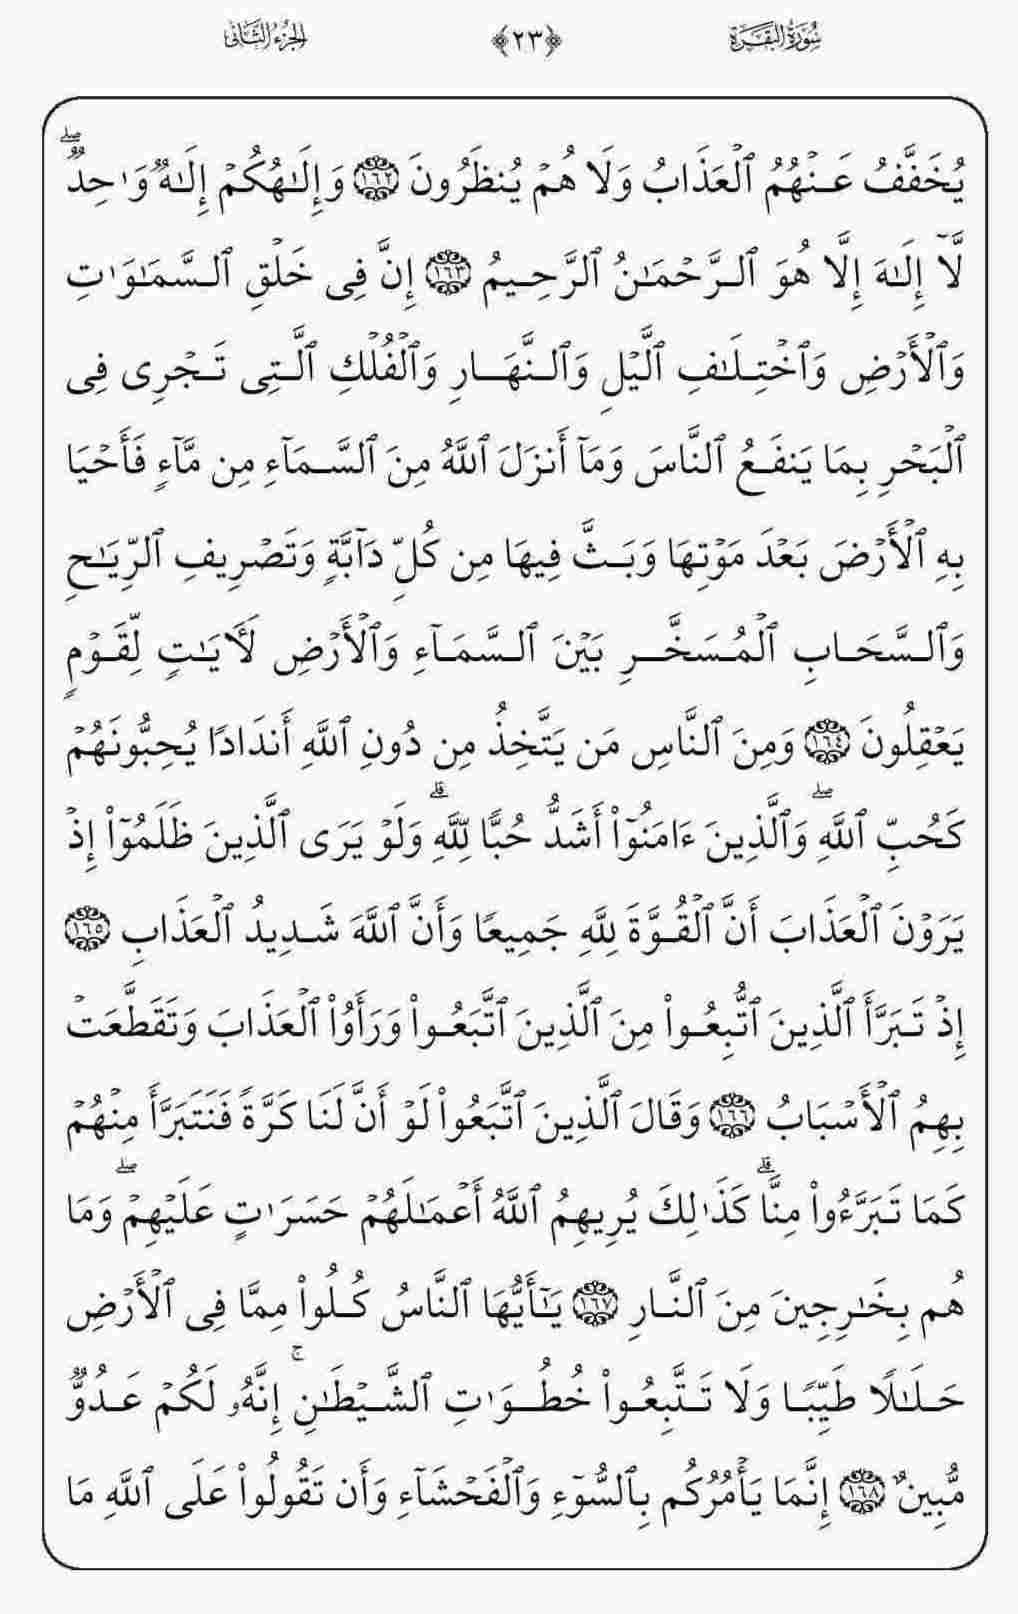 سُورَةُ البَقَرَةِ ﴿٢٣﴾ الجُزءُ الثَّانِى
يُخَفَّفُ عَنۡهُمُ ٱلۡعَذَابُ وَلَا هُمۡ يُنظَرُونَ ١٦٢ وَإِلَـٰهُكُمۡ إِلَـٰهٌ وَٰحِدٌۖ
لَّآ إِلَـٰهَ إِلَّا هُوَ ٱلرَّحۡمَـٰنُ ٱلرَّحِيمُ ١٦٣ إِنَّ فِى خَلۡقِ ٱلسَّمَـٰوَٰتِ
وَٱلۡأَرۡضِ وَٱخۡتِلَـٰفِ ٱلَّيۡلِ وَٱلنَّهَارِ وَٱلۡفُلۡكِ ٱلَّتِى تَجۡرِى فِى
ٱلۡبَحۡرِ بِمَا يَنفَعُ ٱلنَّاسَ وَمَآ أَنزَلَ ٱللَّهُ مِنَ ٱلسَّمَآءِ مِن مَّآءٍ فَأَحۡيَا
بِهِ ٱلۡأَرۡضَ بَعۡدَ مَوۡتِهَا وَبَثَّ فِيهَا مِن كُلِّ دَآبَّةٍ وَتَصۡرِيفِ ٱلرِّيَـٰحِ
وَٱلسَّحَابِ ٱلۡمُسَخَّرِ بَيۡنَ ٱلسَّمَآءِ وَٱلۡأَرۡضِ لَـَٔايَـٰتٍ لِّقَوۡمٍ
يَعۡقِلُونَ ١٦٤ وَمِنَ ٱلنَّاسِ مَن يَتَّخِذُ مِن دُونِ ٱللَّهِ أَندَادًا يُحِبُّونَهُمۡ
كَحُبِّ ٱللَّهِۖ وَٱلَّذِينَ ءَامَنُوٓاْ أَشَدُّ حُبًّا لِّلَّهِۗ وَلَوۡ يَرَى ٱلَّذِينَ ظَلَمُوٓاْ إِذۡ
يَرَوۡنَ ٱلۡعَذَابَ أَنَّ ٱلۡقُوَّةَ لِلَّهِ جَمِيعًا وَأَنَّ ٱللَّهَ شَدِيدُ ٱلۡعَذَابِ ١٦٥
إِذۡ تَبَرَّأَ ٱلَّذِينَ ٱتُّبِعُواْ مِنَ ٱلَّذِينَ ٱتَّبَعُواْ وَرَأَوُاْ ٱلۡعَذَابَ وَتَقَطَّعَتۡ
بِهِمُ ٱلۡأَسۡبَابُ ١٦٦ وَقَالَ ٱلَّذِينَ ٱتَّبَعُواْ لَوۡ أَنَّ لَنَا كَرَّةً فَنَتَبَرَّأَ مِنۡهُمۡ
كَمَا تَبَرَّءُواْ مِنَّاۗ كَذَٰلِكَ يُرِيهِمُ ٱللَّهُ أَعۡمَـٰلَهُمۡ حَسَرَٰتٍ عَلَيۡهِمۡۖ وَمَا
هُم بِخَـٰرِجِينَ مِنَ ٱلنَّارِ ١٦٧ يَـٰٓأَيُّهَا ٱلنَّاسُ كُلُواْ مِمَّا فِى ٱلۡأَرۡضِ
حَلَـٰلًا طَيِّبًا وَلَا تَتَّبِعُواْ خُطُوَٰتِ ٱلشَّيۡطَـٰنِۚ إِنَّهُۥ لَكُمۡ عَدُوٌّ
مُّبِينٌ ١٦٨ إِنَّمَا يَأۡمُرُكُم بِٱلسُّوٓءِ وَٱلۡفَحۡشَآءِ وَأَن تَقُولُواْ عَلَى ٱللَّهِ مَا